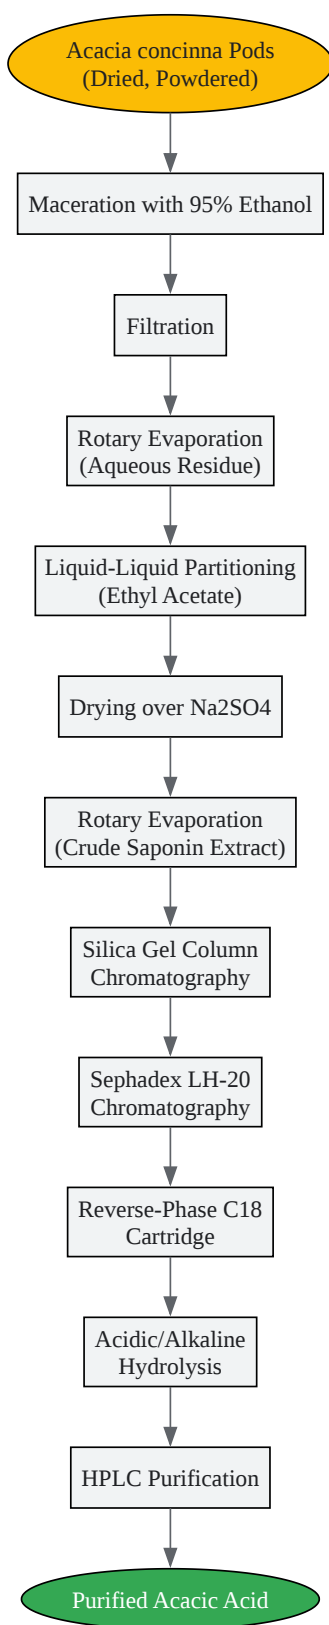 Acacia concinna Pods
(Dried, Powdered)
Maceration with 95% Ethanol
Filtration
Rotary Evaporation
(Aqueous Residue)
Liquid-Liquid Partitioning
(Ethyl Acetate)
Drying over Na2SO4
Rotary Evaporation
(Crude Saponin Extract)
Silica Gel Column
Chromatography
Sephadex LH-20
Chromatography
Reverse-Phase C18
Cartridge
Acidic/Alkaline
Hydrolysis
HPLC Purification
Purified Acacic Acid